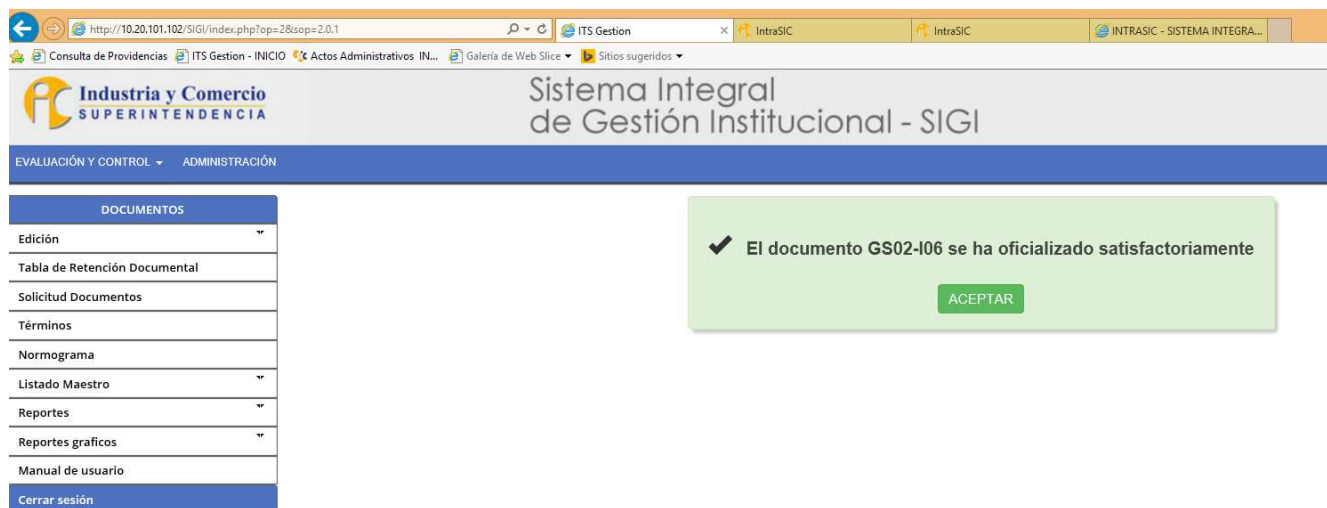 http://10.20.101.102/SIGI/index.php?op=2&sop=2.0.1
ITS Gestion
IntraSIC
IntraSIC
INTRASIC - SISTEMA INTEGRA...
Consulta de Providencias
ITS Gestion - INICIO
Actos Administrativos IN...
Galería de Web Slice
Sitios sugeridos
Industria y Comercio
SUPERINTENDENCIA
Sistema Integral
de Gestión Institucional - SIGI
EVALUACIÓN Y CONTROL
ADMINISTRACIÓN
DOCUMENTOS
Edición
Tabla de Retención Documental
Solicitud Documentos
Términos
Normograma
Listado Maestro
Reportes
Reportes graficos
Manual de usuario
Cerrar sesión
El documento GS02-I06 se ha oficializado satisfactoriamente
ACEPTAR